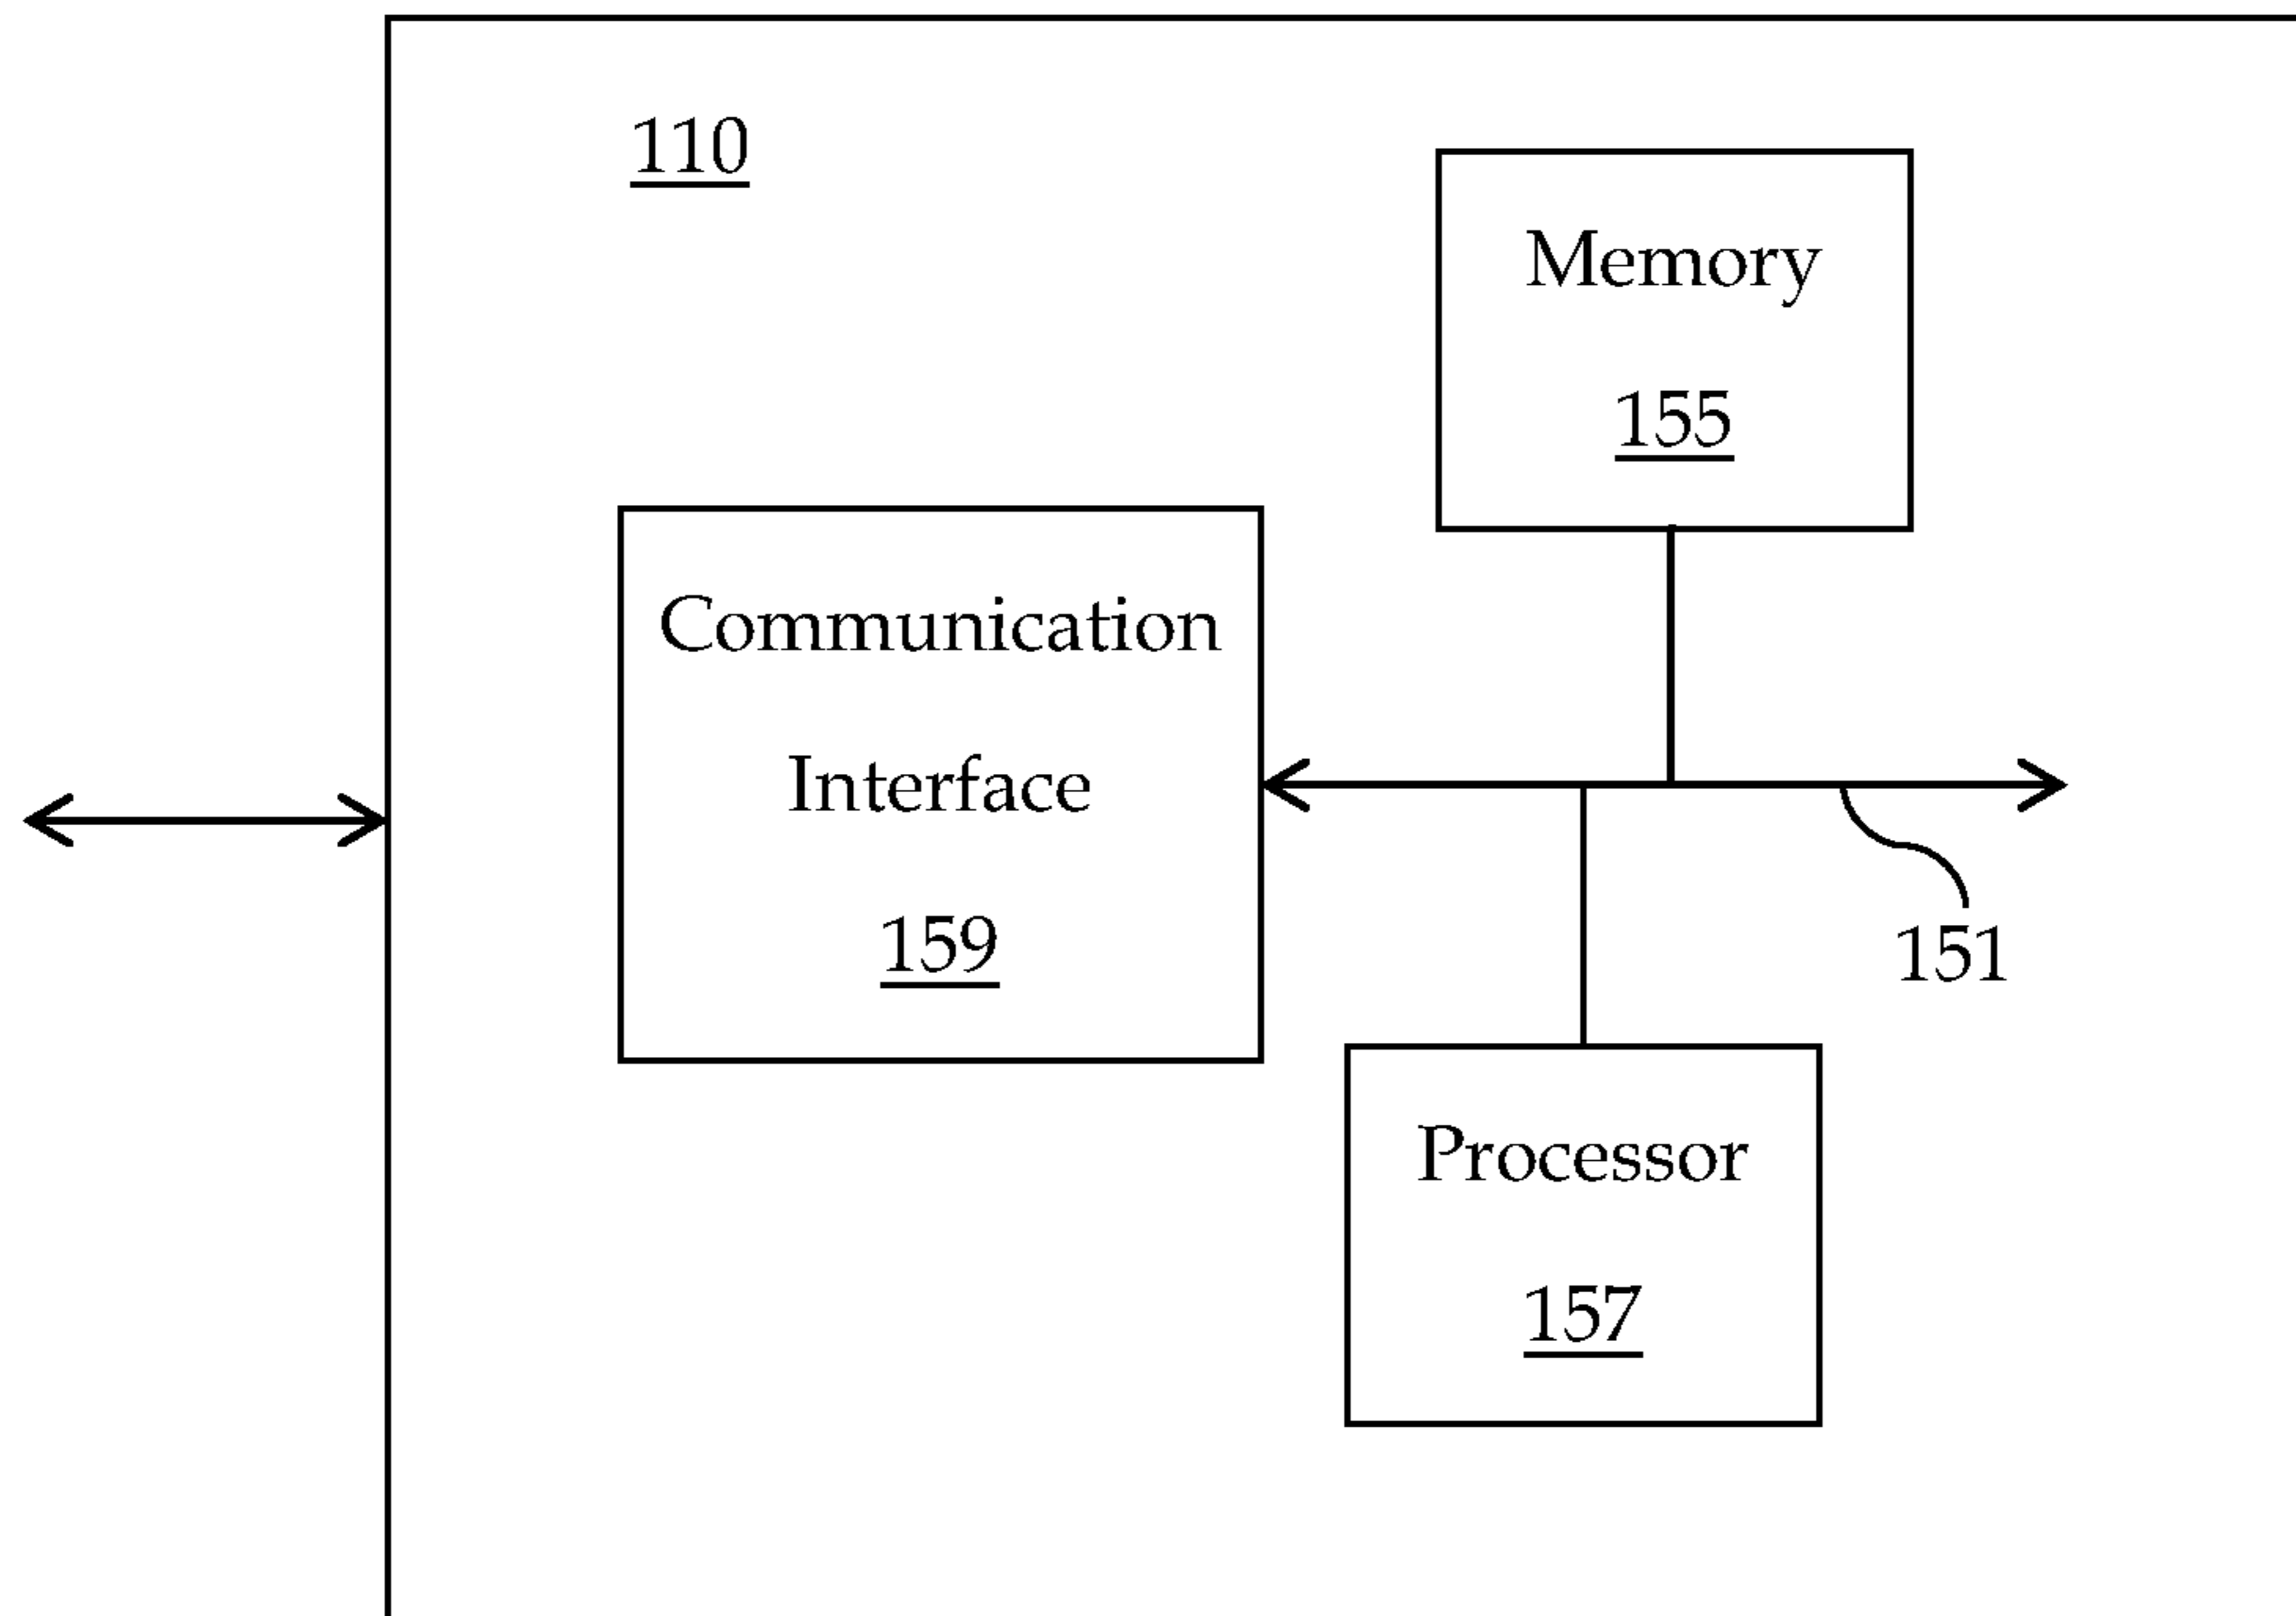 110
Memory
155
Communication
Interface
159
151
Processor
157